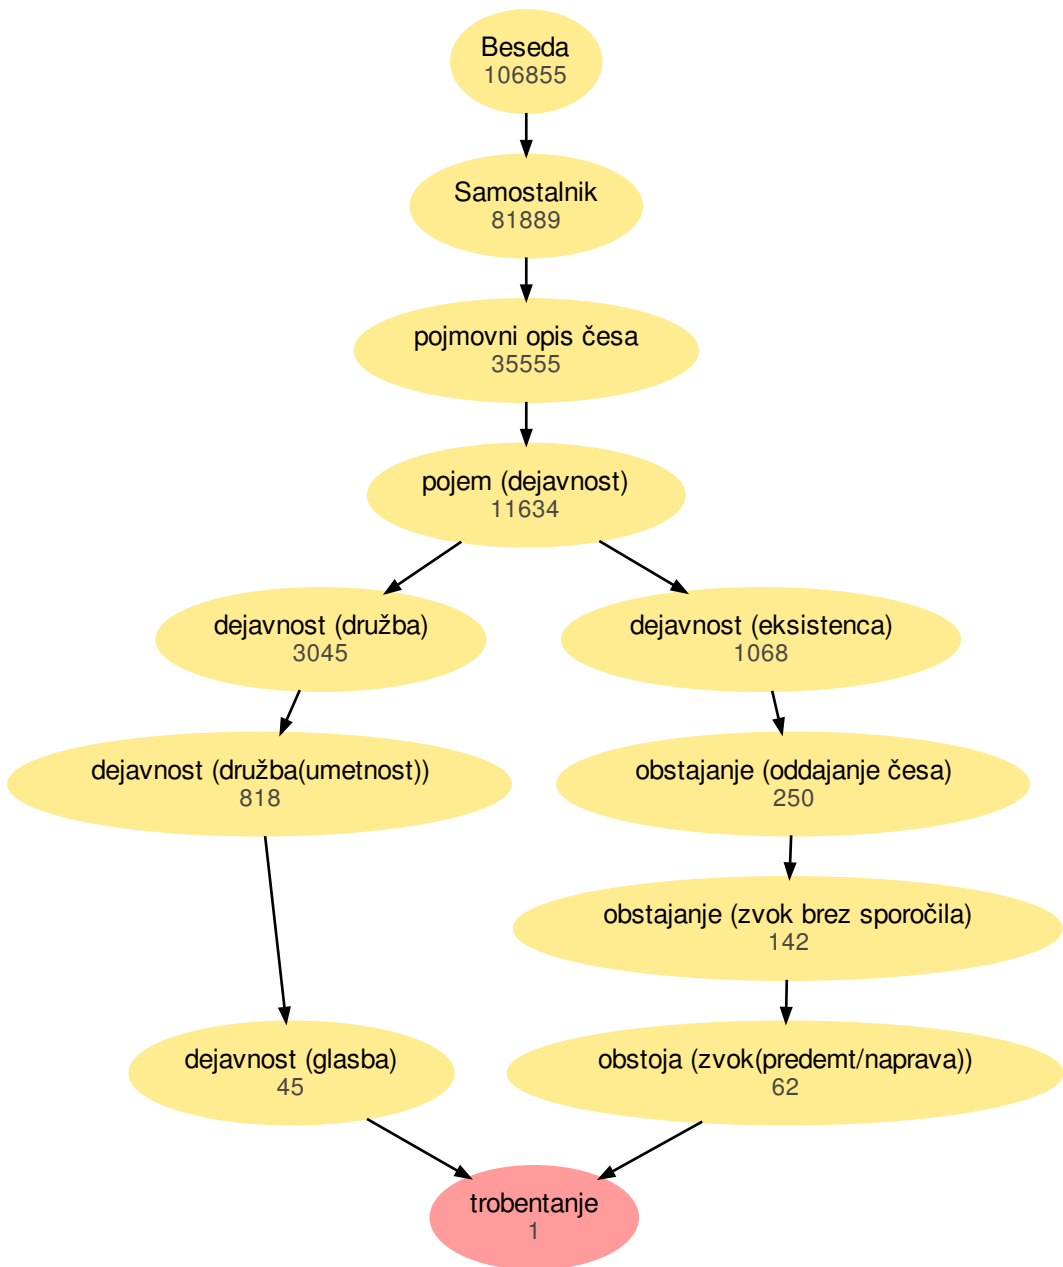 Beseda
106855
Samostalnik
81889
pojmovni opis česa
35555
pojem (dejavnost)
11634
dejavnost (družba)
3045
dejavnost (eksistenca)
1068
dejavnost (družba(umetnost))
818
obstajanje (oddajanje česa)
250
obstajanje (zvok brez sporočila)
142
dejavnost (glasba)
45
obstoja (zvok(predemt/naprava))
62
trobentanje
1